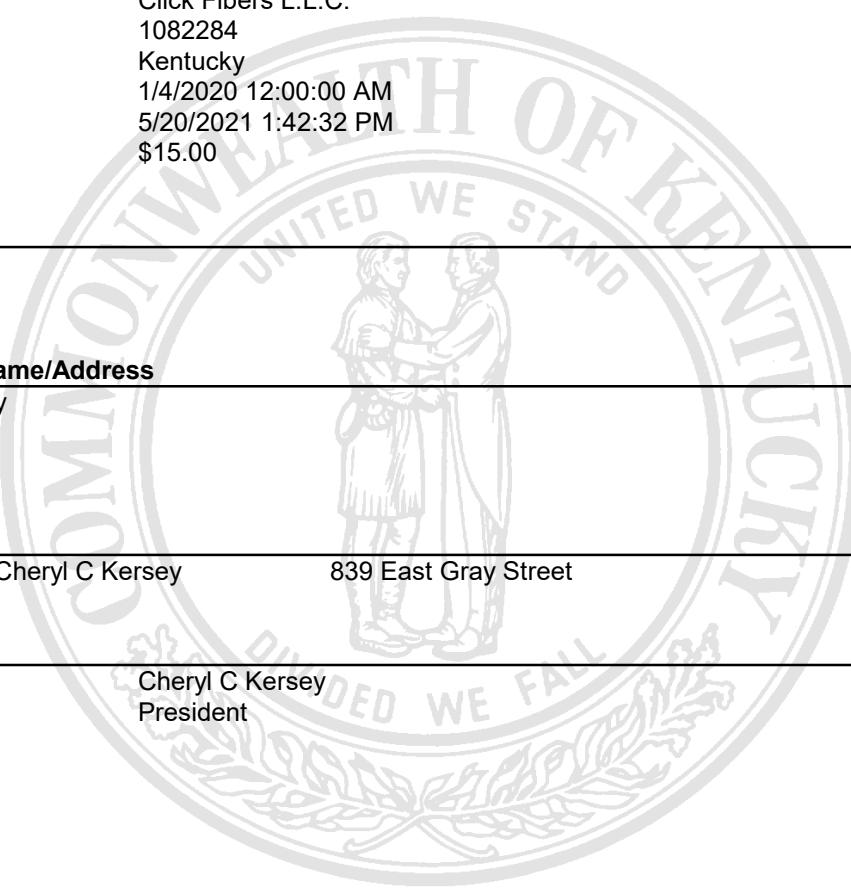 Click Fibers L.L.C.
1082284
Kentucky
1/4/2020 12:00:00 AM
5/20/2021 1:42:32 PM
$15.00
ame/Address
y
Cheryl C Kersey 839 East Gray Street
Cheryl C Kersey
President
COMMONWEALTH OF KENTUCKY
UNITED WE STAND
DIVIDED WE FALL